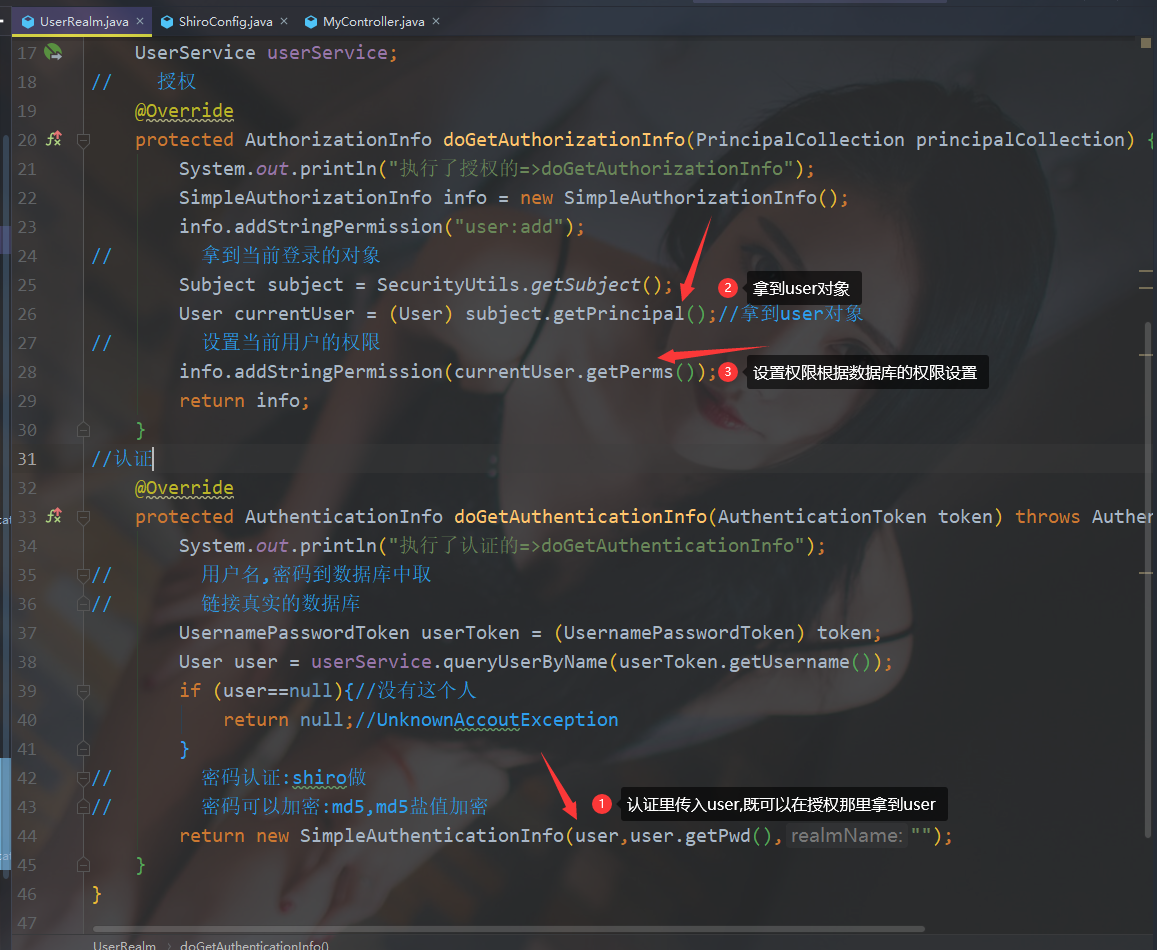 UserRealm.java × ShiroConfig.java × MyController.java ×
17 UserService userService;
18 // 授权
19 @Override
20 protected AuthorizationInfo doGetAuthorizationInfo(PrincipalCollection principalCollection) {
21 System.out.println("执行了授权的=>doGetAuthorizationInfo");
22 SimpleAuthorizationInfo info = new SimpleAuthorizationInfo();
23 info.addStringPermission("user:add");
24 // 拿到当前登录的对象
25 Subject subject = SecurityUtils.getSubject();
2 拿到user对象
26 User currentUser = (User) subject.getPrincipal();//拿到user对象
27 // 设置当前用户的权限
28 info.addStringPermission(currentUser.getPerms());
3 设置权限根据数据库的权限设置
29 return info;
30 }
31 //认证
32 @Override
33 protected AuthenticationInfo doGetAuthenticationInfo(AuthenticationToken token) throws Authen
34 System.out.println("执行了认证的=>doGetAuthenticationInfo");
35 // 用户名,密码到数据库中取
36 // 链接真实的数据库
37 UsernamePasswordToken userToken = (UsernamePasswordToken) token;
38 User user = userService.queryUserByName(userToken.getUsername());
39 if (user==null){//没有这个人
40 return null;//UnknownAccoutException
41 }
42 // 密码认证:shiro做
43 // 密码可以加密:md5,md5盐值加密
1 认证里传入user,既可以在授权那里拿到user
44 return new SimpleAuthenticationInfo(user,user.getPwd(), realmName: "");
45 }
46 }
47
UserRealm > doGetAuthenticationInfo()